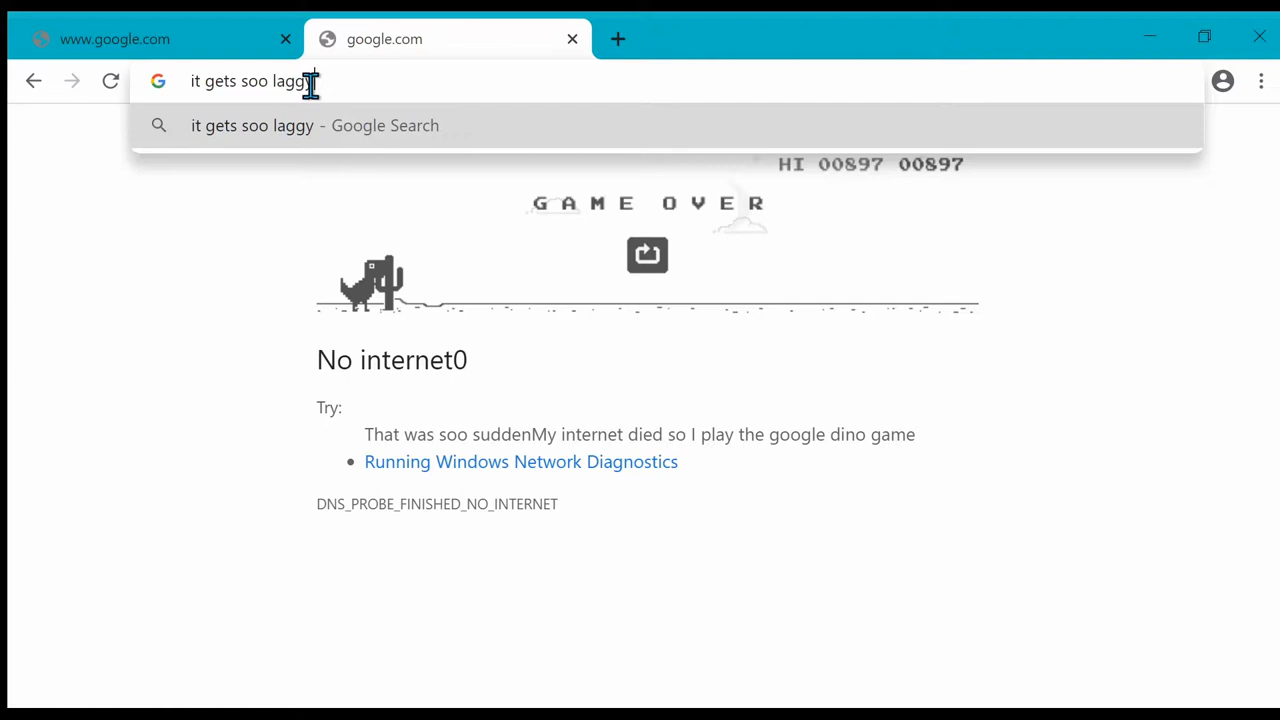 www.google.com
google.com
it gets soo laggy
it gets soo laggy - Google Search
HI 00897 00897
GAME OVER
No internet0
Try:
That was soo suddenMy internet died so I play the google dino game
• Running Windows Network Diagnostics
DNS_PROBE_FINISHED_NO_INTERNET